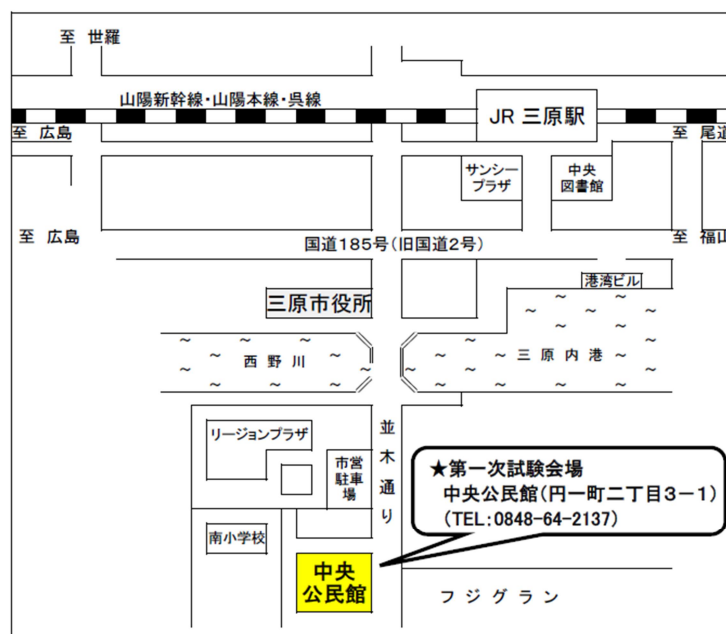 至 世羅
山陽新幹線・山陽本線・呉線
JR 三原駅
至 広島
至 尾道
サンシー
プラザ
中央
図書館
至 広島
国道185号(旧国道2号)
至 福山
港湾ビル
三原市役所
西野川
三原内港
リージョンプラザ
市営
駐車
場
並木通り
★第一次試験会場
中央公民館(円一町二丁目3-1)
(TEL:0848-64-2137)
南小学校
中央
公民館
フジグラン